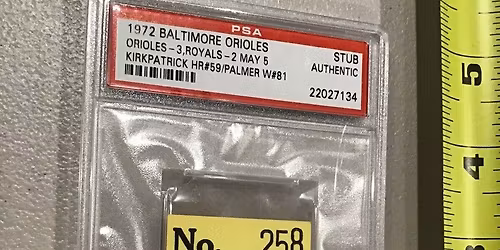 PSA
1972 BALTIMORE ORIOLES STUB
ORIOLES-3,ROYALS-2 MAY 5 AUTHENTIC
KIRKPATRICK HR#59/PALMER W#81
22027134
No. 258
5
4
3